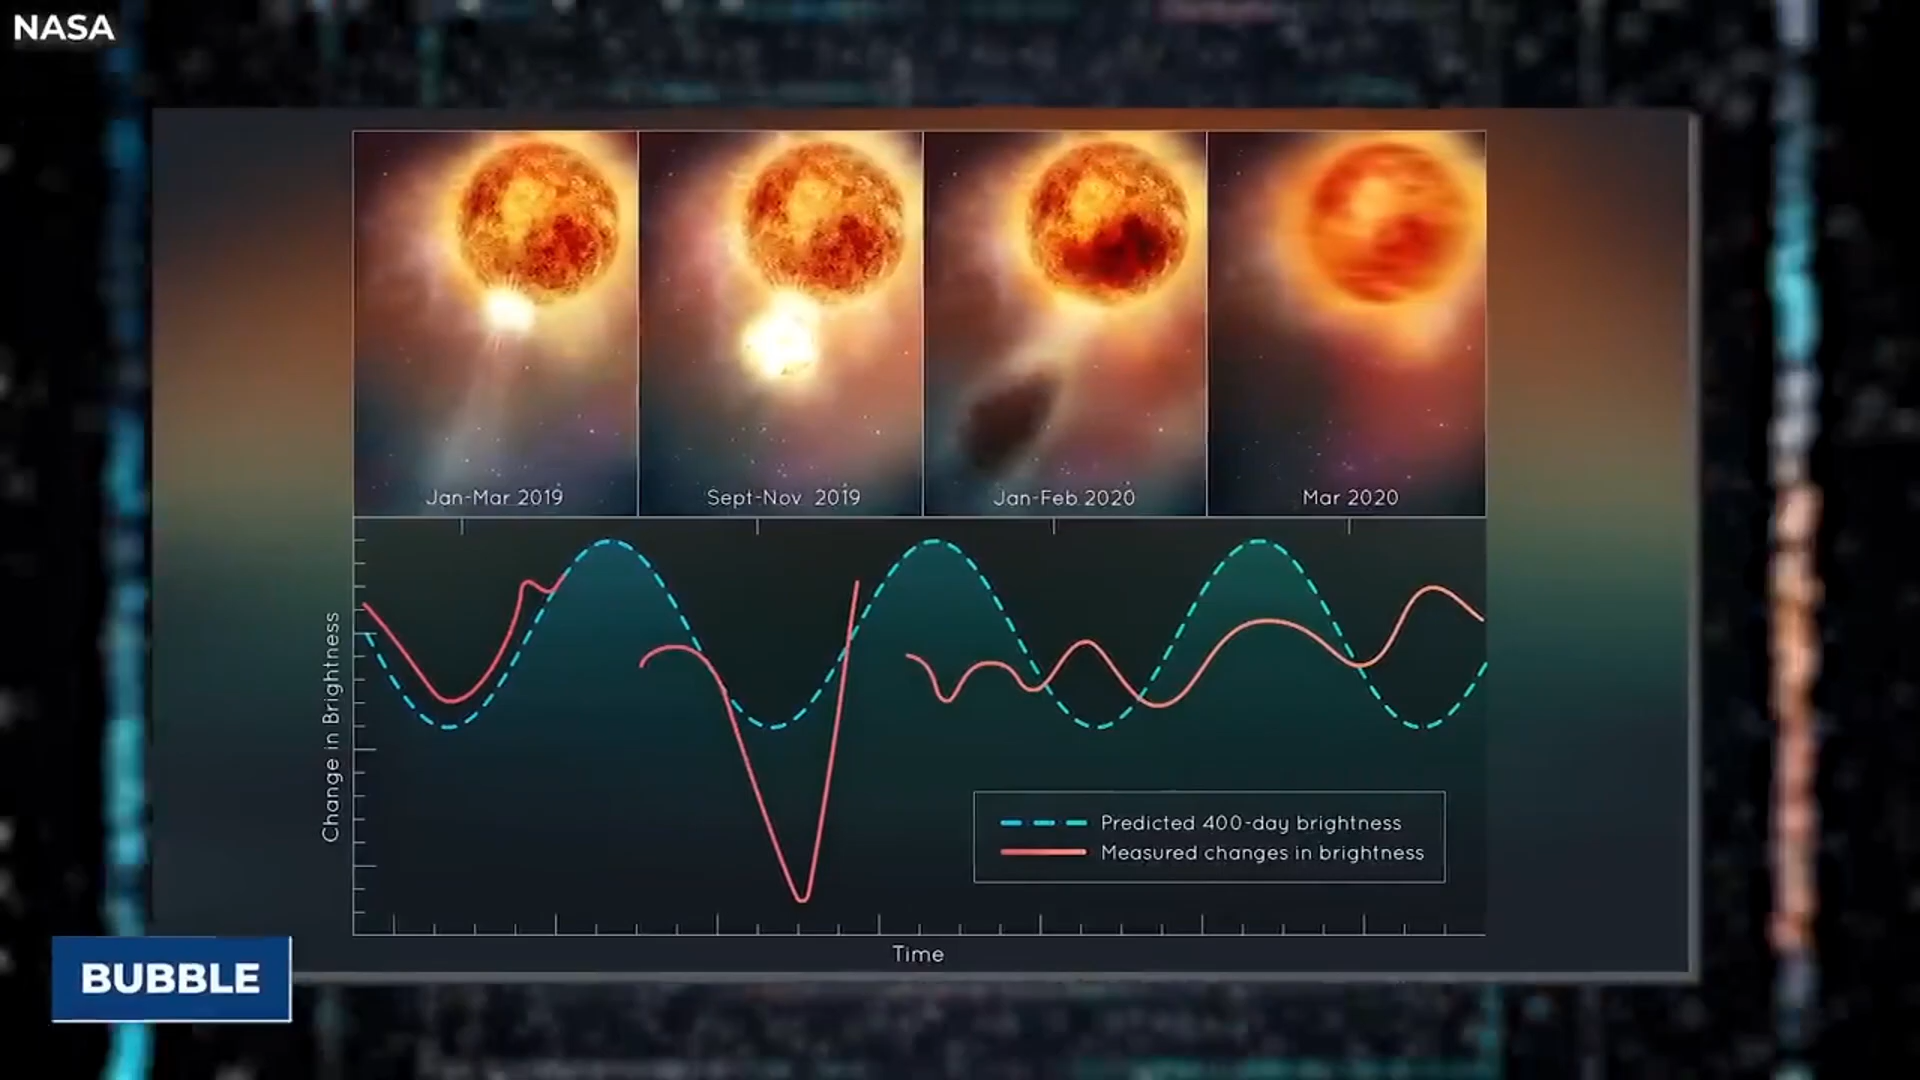 NASA
Jan-Mar 2019
Sept-Nov 2019
Jan-Feb 2020
Mar 2020
Change in Brightness
Predicted 400-day brightness
Measured changes in brightness
Time
BUBBLE